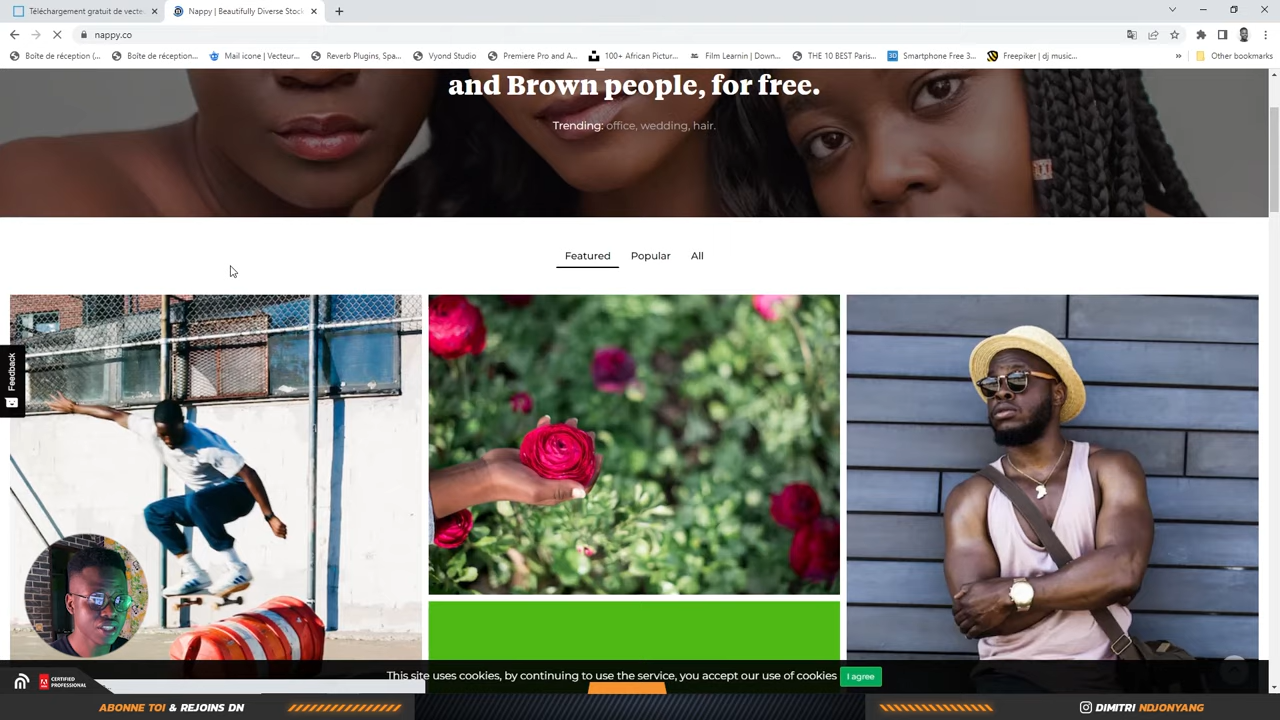 Téléchargement gratuit de vecte
Nappy | Beautifully Diverse Stock
nappy.co
Boîte de réception (...
Boîte de réception...
Mail icone | Vecteur...
Reverb Plugins, Spa...
Vyond Studio
Premiere Pro and A...
100+ African Pictur...
Film Learnin | Down...
THE 10 BEST Paris...
3D
Smartphone Free 3...
Freepiker | dj music...
Other bookmarks
and Brown people, for free.
Trending: office, wedding, hair.
Featured
Popular
All
Feedback
This site uses cookies, by continuing to use the service, you accept our use of cookies
I agree
CERTIFIED
PROFESSIONAL
ABONNE TOI & REJOINS DN
DIMITRI NDJONYANG